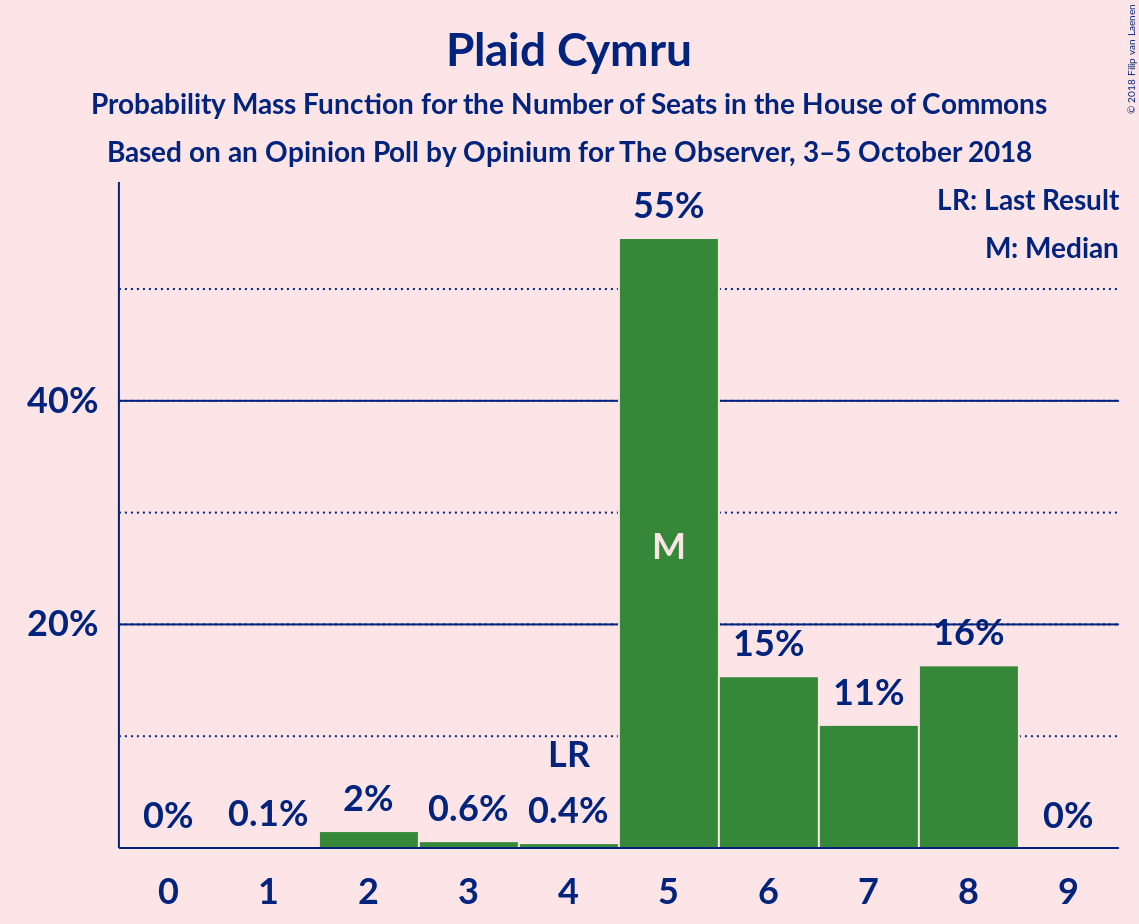 Plaid Cymru
Probability Mass Function for the Number of Seats in the House of Commons
Based on an Opinion Poll by Opinium for The Observer, 3–5 October 2018
© 2018 Filip van Laenen
LR: Last Result
M: Median
40%
20%
0%
0.1%
2%
0.6%
LR
0.4%
55%
M
15%
11%
16%
0%
0 1 2 3 4 5 6 7 8 9